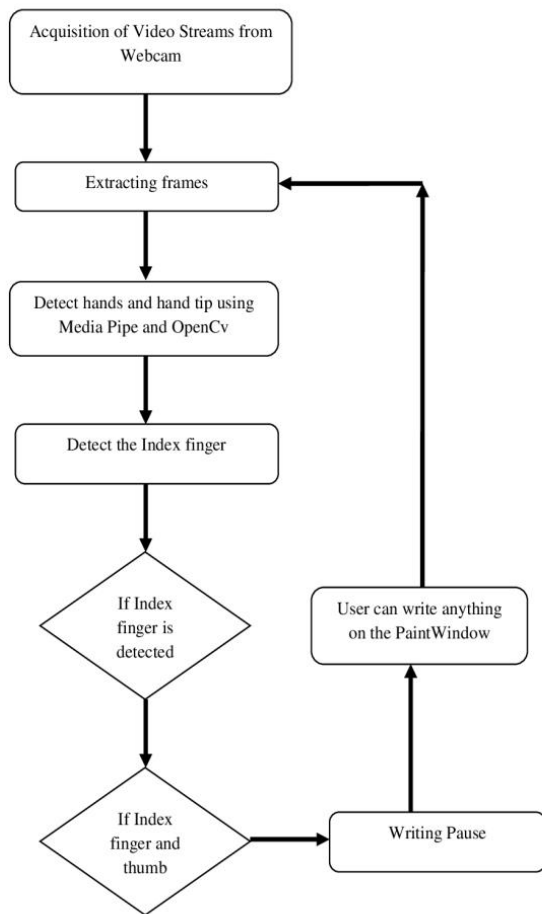 Acquisition of Video Streams from
Webcam
Extracting frames
Detect hands and hand tip using
Media Pipe and OpenCv
Detect the Index finger
If Index
finger is
detected
User can write anything
on the PaintWindow
If Index
finger and
thumb
Writing Pause